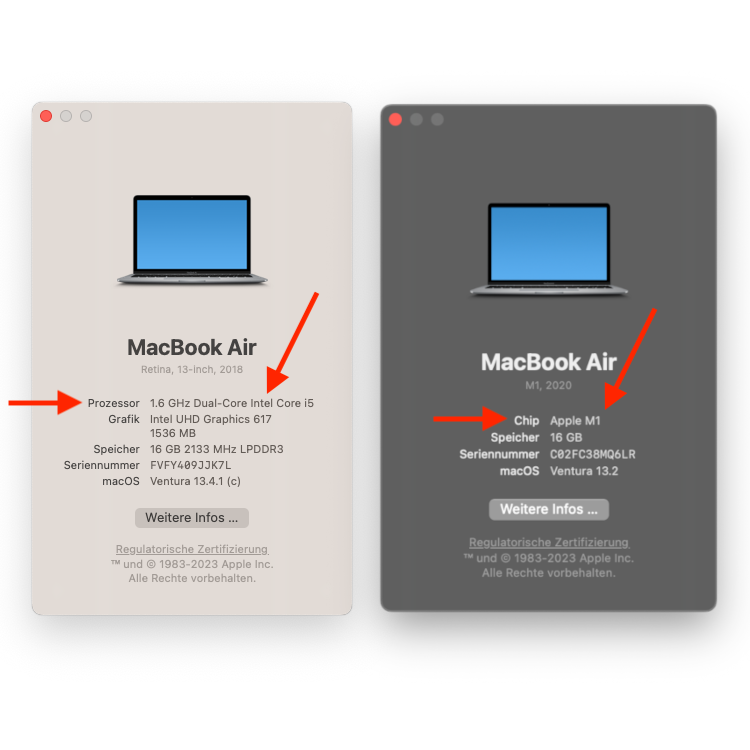 MacBook Air
Retina, 13-inch, 2018
Prozessor 1.6 GHz Dual-Core Intel Core i5
Grafik Intel UHD Graphics 617
1536 MB
Speicher 16 GB 2133 MHz LPDDR3
Seriennummer FVFY409JJK7L
macOS Ventura 13.4.1 (c)
Weitere Infos ...
Regulatorische Zertifizierung
™ und © 1983-2023 Apple Inc.
Alle Rechte vorbehalten.
MacBook Air
M1, 2020
Chip Apple M1
Speicher 16 GB
Seriennummer C02FC38MQ6LR
macOS Ventura 13.2
Weitere Infos ...
Regulatorische Zertifizierung
™ und © 1983-2023 Apple Inc.
Alle Rechte vorbehalten.